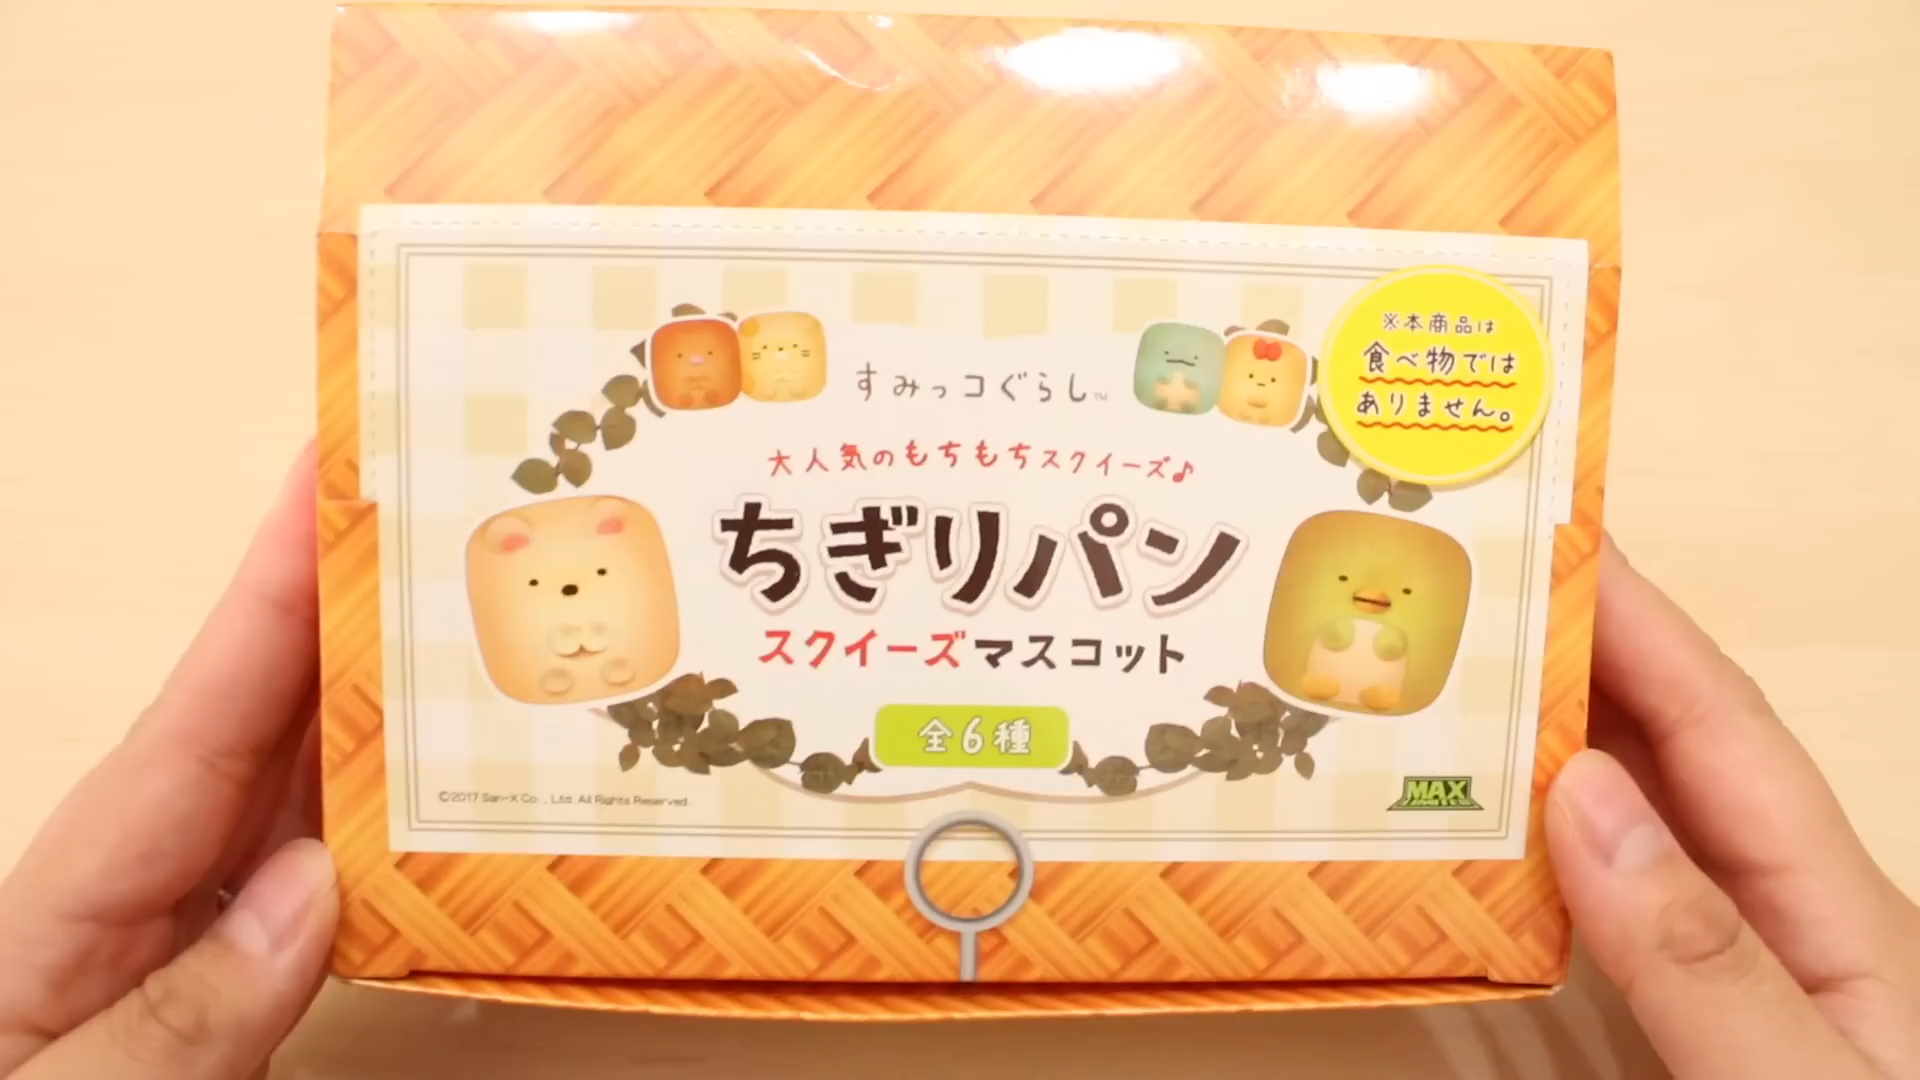 ※本商品は
食べ物では
ありません。
すみっコぐらし™
大人気のもちもちスクイーズ♪
ちぎりパン
スクイーズマスコット
全6種
©2017 San-X Co., Ltd. All Rights Reserved.
MAX